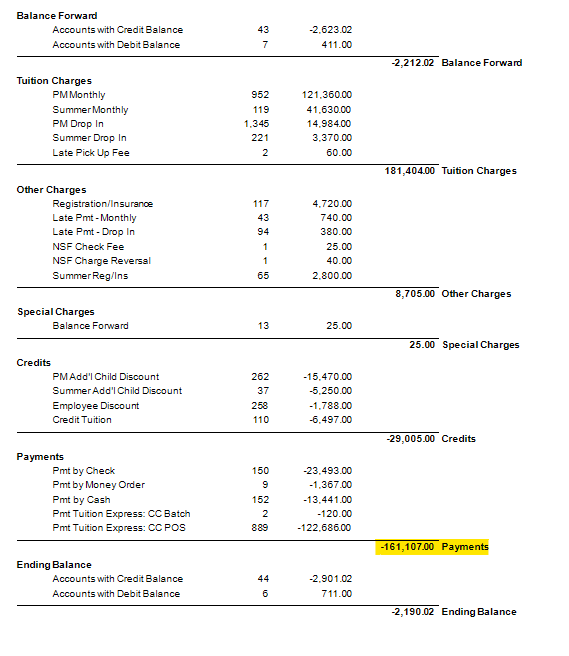 Balance Forward
Accounts with Credit Balance 43 -2,623.02
Accounts with Debit Balance 7 411.00
-2,212.02 Balance Forward
Tuition Charges
PM Monthly 952 121,360.00
Summer Monthly 119 41,630.00
PM Drop In 1,345 14,984.00
Summer Drop In 221 3,370.00
Late Pick Up Fee 2 60.00
181,404.00 Tuition Charges
Other Charges
Registration/Insurance 117 4,720.00
Late Pmt - Monthly 43 740.00
Late Pmt - Drop In 94 380.00
NSF Check Fee 1 25.00
NSF Charge Reversal 1 40.00
Summer Reg/Ins 65 2,800.00
8,705.00 Other Charges
Special Charges
Balance Forward 13 25.00
25.00 Special Charges
Credits
PM Add'l Child Discount 262 -15,470.00
Summer Add'l Child Discount 37 -5,250.00
Employee Discount 258 -1,788.00
Credit Tuition 110 -6,497.00
-29,005.00 Credits
Payments
Pmt by Check 150 -23,493.00
Pmt by Money Order 9 -1,367.00
Pmt by Cash 152 -13,441.00
Pmt Tuition Express: CC Batch 2 -120.00
Pmt Tuition Express: CC POS 889 -122,686.00
-161,107.00 Payments
Ending Balance
Accounts with Credit Balance 44 -2,901.02
Accounts with Debit Balance 6 711.00
-2,190.02 Ending Balance